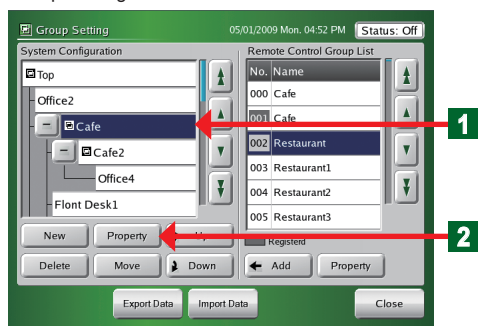 Group Setting
05/01/2009 Mon. 04:52 PM Status: Off
System Configuration
Top
Office2
Cafe
Cafe2
Office4
Flont Desk1
New Property
Delete Move Down
Remote Control Group List
No. Name
000 Cafe
001 Cafe
002 Restaurant
003 Restaurant1
004 Restaurant2
005 Restaurant3
Registerd
Add Property
Export Data Import Data Close
1
2